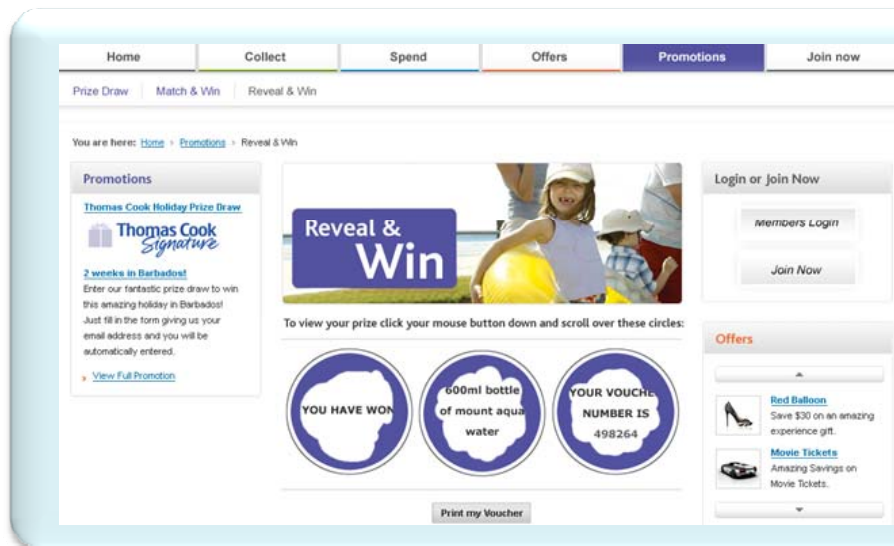 Home Collect Spend Offers Promotions Join now
Prize Draw Match & Win Reveal & Win
You are here: Home > Promotions > Reveal & Win
Promotions
Thomas Cook Holiday Prize Draw
Thomas Cook
Signature
2 weeks in Barbados!
Enter our fantastic prize draw to win
this amazing holiday in Barbados!
Just fill in the form giving us your
email address and you will be
automatically entered.
View Full Promotion
Reveal &
Win
To view your prize click your mouse button down and scroll over these circles:
YOU HAVE WON
600ml bottle
of mount aqua
water
YOUR VOUCHE
NUMBER IS
498264
Print my Voucher
Login or Join Now
Members Login
Join Now
Offers
Red Balloon
Save $30 on an amazing
experience gift.
Movie Tickets
Amazing Savings on
Movie Tickets.